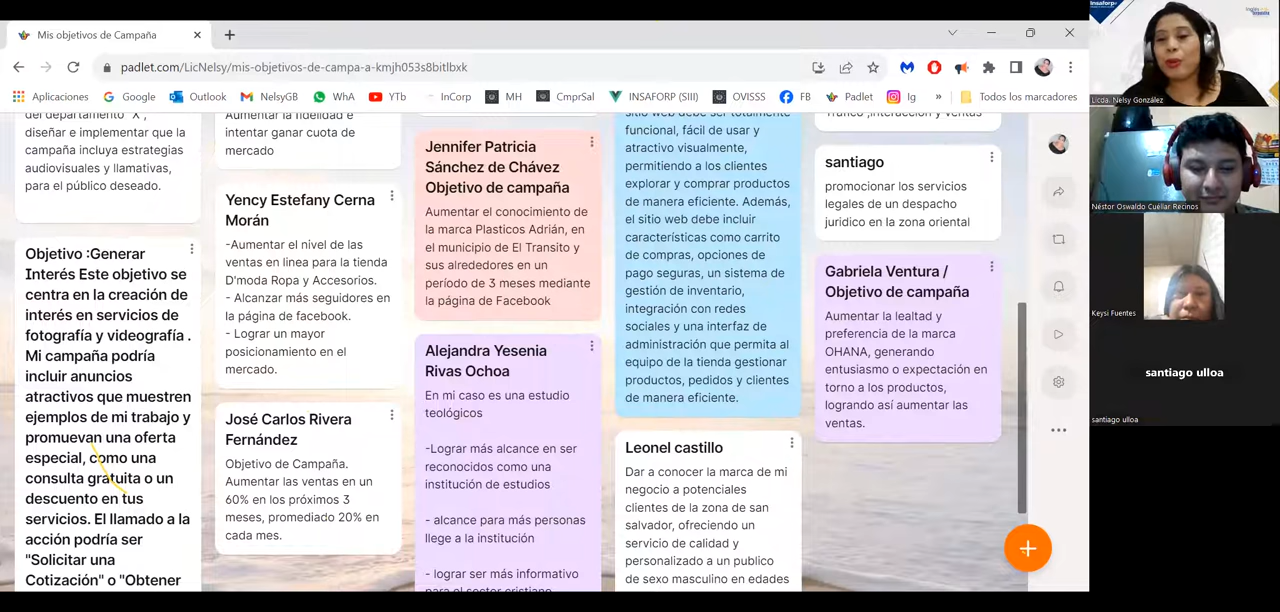 Mis objetivos de Campaña
padlet.com/LicNelsy/mis-objetivos-de-campa-a-kmjh053s8bitlbxk
Aplicaciones
Google
Outlook
NelsyGB
WhA
YTb
InCorp
MH
CmprSal
INSAFORP (SIII)
OVISSS
FB
Padlet
Ig
»
Todos los marcadores
del departamento "X",
diseñar e implementar que la
campaña incluya estrategias
audiovisuales y llamativas,
para el público deseado.
Objetivo :Generar
Interés Este objetivo se
centra en la creación de
interés en servicios de
fotografía y videografía .
Mi campaña podría
incluir anuncios
atractivos que muestren
ejemplos de mi trabajo y
promuevan una oferta
especial, como una
consulta gratuita o un
descuento en tus
servicios. El llamado a la
acción podría ser
"Solicitar una
Cotización" o "Obtener
Aumentar la fidelidad e
intentar ganar cuota de
mercado
Yency Estefany Cerna
Morán
-Aumentar el nivel de las
ventas en linea para la tienda
D'moda Ropa y Accesorios.
- Alcanzar más seguidores en
la página de facebook.
- Lograr un mayor
posicionamiento en el
mercado.
José Carlos Rivera
Fernández
Objetivo de Campaña.
Aumentar las ventas en un
60% en los próximos 3
meses, promediado 20% en
cada mes.
Jennifer Patricia
Sánchez de Chávez
Objetivo de campaña
Aumentar el conocimiento de
la marca Plasticos Adrián, en
el municipio de El Transito y
sus alrededores en un
período de 3 meses mediante
la página de Facebook
Alejandra Yesenia
Rivas Ochoa
En mi caso es una estudio
teológicos
-Lograr más alcance en ser
reconocidos como una
institución de estudios
- alcance para más personas
llegue a la institución
- lograr ser más informativo
para el sector cristiano
sitio web debe ser totalmente
funcional, fácil de usar y
atractivo visualmente,
permitiendo a los clientes
explorar y comprar productos
de manera eficiente. Además,
el sitio web debe incluir
características como carrito
de compras, opciones de
pago seguras, un sistema de
gestión de inventario,
integración con redes
sociales y una interfaz de
administración que permita al
equipo de la tienda gestionar
productos, pedidos y clientes
de manera eficiente.
Leonel castillo
Dar a conocer la marca de mi
negocio a potenciales
clientes de la zona de san
salvador, ofreciendo un
servicio de calidad y
personalizado a un publico
de sexo masculino en edades
Trafico ,interacción y ventas
santiago
promocionar los servicios
legales de un despacho
juridico en la zona oriental
Gabriela Ventura /
Objetivo de campaña
Aumentar la lealtad y
preferencia de la marca
OHANA, generando
entusiasmo o expectación en
torno a los productos,
logrando así aumentar las
ventas.
Insaforp
Licda. Nelsy González
Néstor Oswaldo Cuéllar Recinos
Keysi Fuentes
santiago ulloa
santiago ulloa